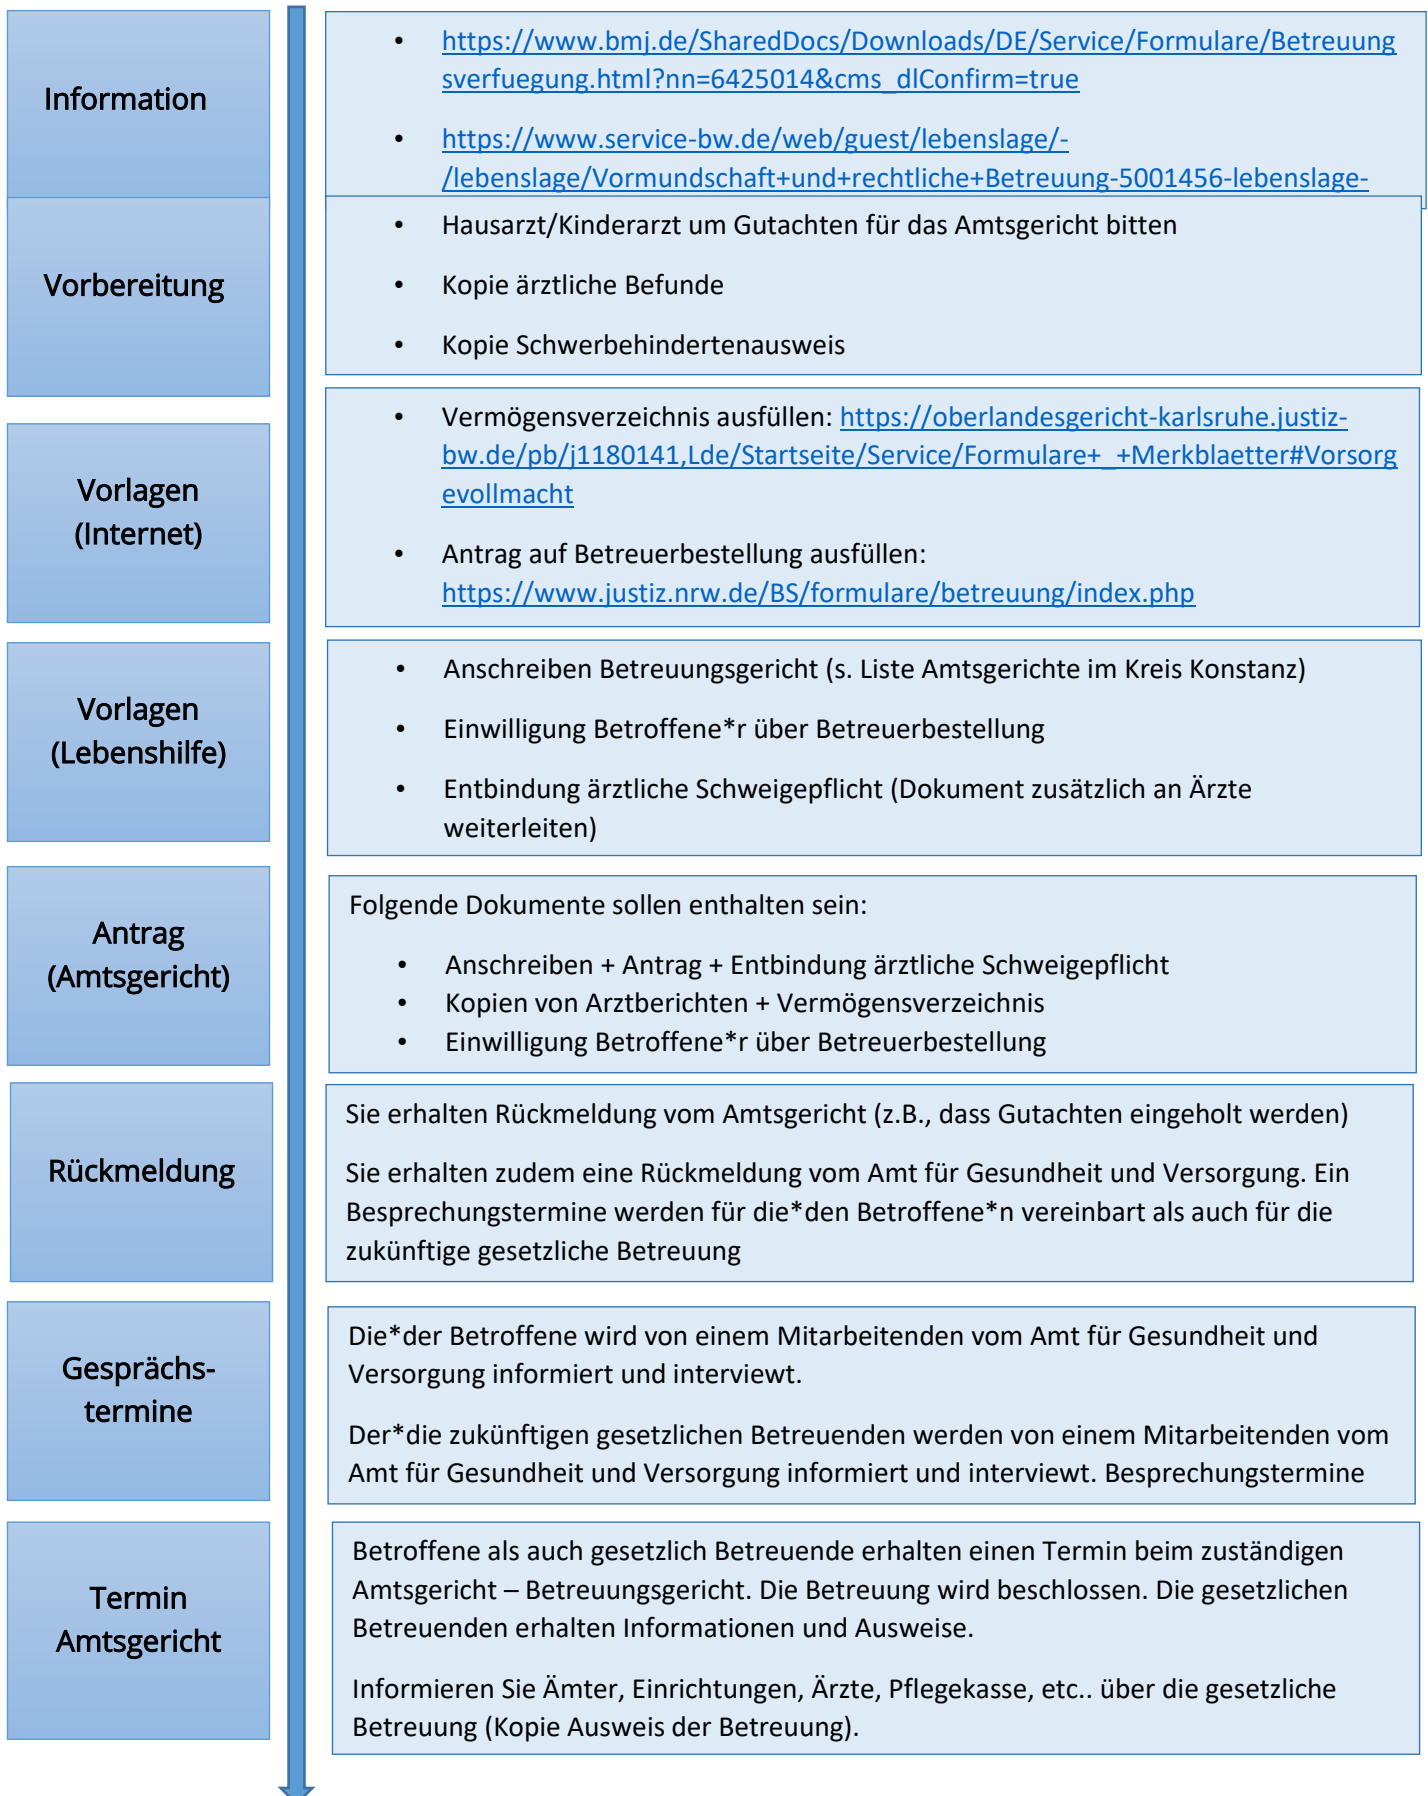 Information
• https://www.bmj.de/SharedDocs/Downloads/DE/Service/Formulare/Betreuung
sverfuegung.html?nn=6425014&cms_dlConfirm=true
• https://www.service-bw.de/web/guest/lebenslage/-
/lebenslage/Vormundschaft+und+rechtliche+Betreuung-5001456-lebenslage-
Vorbereitung
• Hausarzt/Kinderarzt um Gutachten für das Amtsgericht bitten
• Kopie ärztliche Befunde
• Kopie Schwerbehindertenausweis
Vorlagen
(Internet)
• Vermögensverzeichnis ausfüllen: https://oberlandesgericht-karlsruhe.justiz-
bw.de/pb/j1180141,Lde/Startseite/Service/Formulare+_+Merkblaetter#Vorsorg
evollmacht
• Antrag auf Betreuerbestellung ausfüllen:
https://www.justiz.nrw.de/BS/formulare/betreuung/index.php
Vorlagen
(Lebenshilfe)
• Anschreiben Betreuungsgericht (s. Liste Amtsgerichte im Kreis Konstanz)
• Einwilligung Betroffene*r über Betreuerbestellung
• Entbindung ärztliche Schweigepflicht (Dokument zusätzlich an Ärzte
weiterleiten)
Antrag
(Amtsgericht)
Folgende Dokumente sollen enthalten sein:
• Anschreiben + Antrag + Entbindung ärztliche Schweigepflicht
• Kopien von Arztberichten + Vermögensverzeichnis
• Einwilligung Betroffene*r über Betreuerbestellung
Rückmeldung
Sie erhalten Rückmeldung vom Amtsgericht (z.B., dass Gutachten eingeholt werden)
Sie erhalten zudem eine Rückmeldung vom Amt für Gesundheit und Versorgung. Ein
Besprechungstermine werden für die*den Betroffene*n vereinbart als auch für die
zukünftige gesetzliche Betreuung
Gesprächs-
termine
Die*der Betroffene wird von einem Mitarbeitenden vom Amt für Gesundheit und
Versorgung informiert und interviewt.
Der*die zukünftigen gesetzlichen Betreuenden werden von einem Mitarbeitenden vom
Amt für Gesundheit und Versorgung informiert und interviewt. Besprechungstermine
Termin
Amtsgericht
Betroffene als auch gesetzlich Betreuende erhalten einen Termin beim zuständigen
Amtsgericht – Betreuungsgericht. Die Betreuung wird beschlossen. Die gesetzlichen
Betreuenden erhalten Informationen und Ausweise.
Informieren Sie Ämter, Einrichtungen, Ärzte, Pflegekasse, etc.. über die gesetzliche
Betreuung (Kopie Ausweis der Betreuung).